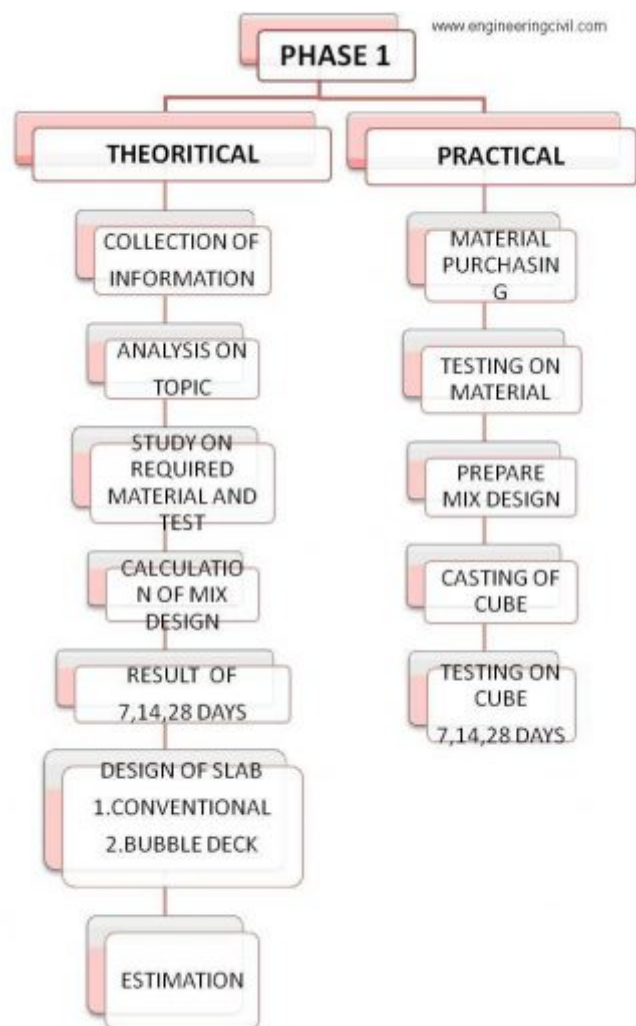 www.engineeringcivil.com
PHASE 1
THEORITICAL
COLLECTION OF
INFORMATION
ANALYSIS ON
TOPIC
STUDY ON
REQUIRED
MATERIAL AND
TEST
CALCULATIO
N OF MIX
DESIGN
RESULT OF
7,14,28 DAYS
DESIGN OF SLAB
1.CONVENTIONAL
2.BUBBLE DECK
ESTIMATION
PRACTICAL
MATERIAL
PURCHASIN
G
TESTING ON
MATERIAL
PREPARE
MIX DESIGN
CASTING OF
CUBE
TESTING ON
CUBE
7,14,28 DAYS